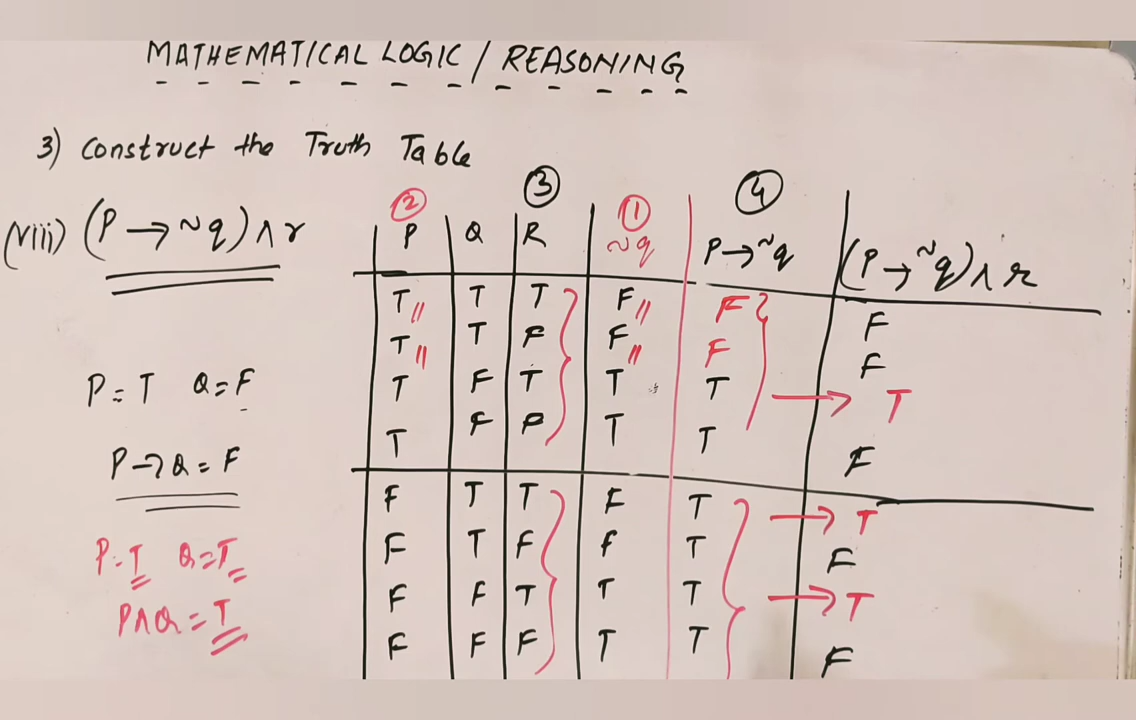 MATHEMATICAL LOGIC / REASONING
3) Construct the Truth Table
(viii) (P → ~q) ∧ r
② ③ ① ④
P Q R ~q P → ~q (P → ~q) ∧ r
T T T F F F
T T F F F F
T F T T T → T
T F F T T F
F T T F T → T
F T F F T F
F F T T T → T
F F F T T F
P = T Q = F
P → Q = F
P = T Q = T
P ∧ Q = T